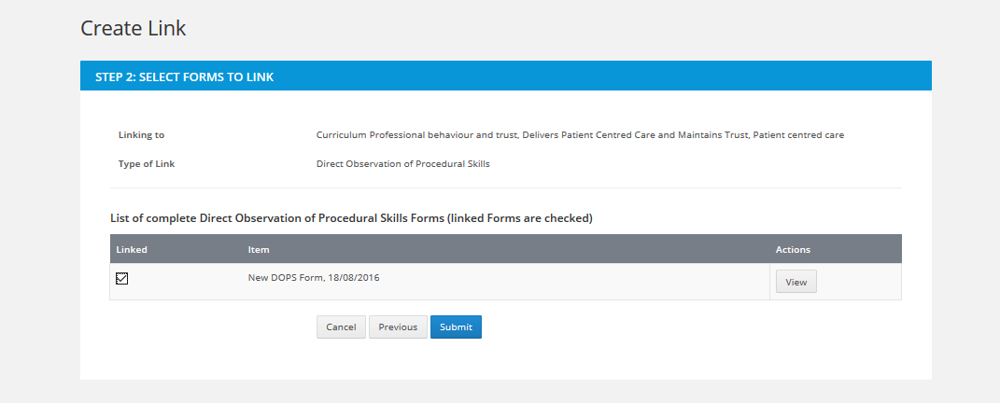 Create Link
STEP 2: SELECT FORMS TO LINK
Linking to Curriculum Professional behaviour and trust, Delivers Patient Centred Care and Maintains Trust, Patient centred care
Type of Link Direct Observation of Procedural Skills
List of complete Direct Observation of Procedural Skills Forms (linked Forms are checked)
Linked Item Actions
New DOPS Form, 18/08/2016 View
Cancel Previous Submit